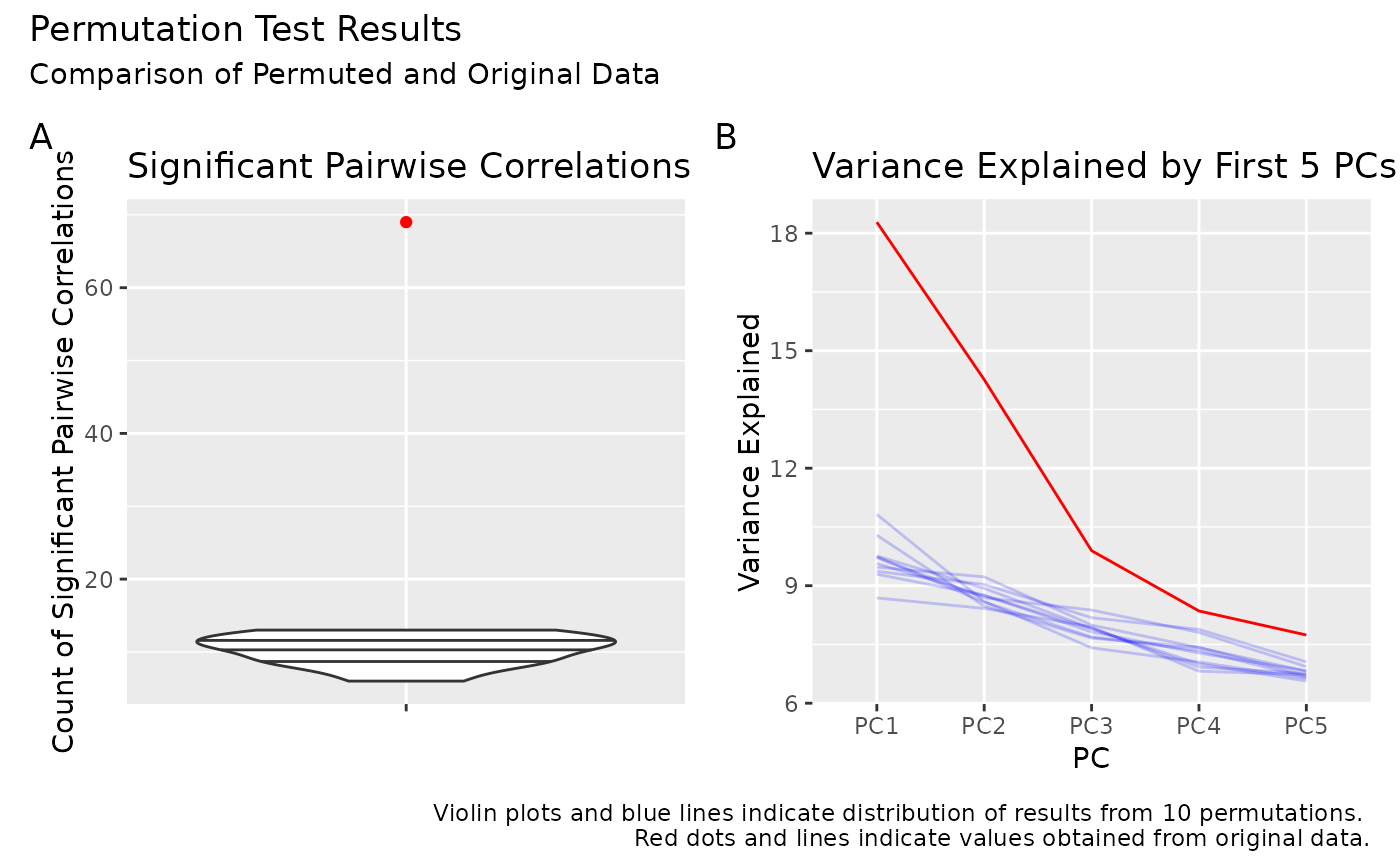 Permutation Test Results
Comparison of Permuted and Original Data
A
Significant Pairwise Correlations
Count of Significant Pairwise Correlations
60
40
20
B
Variance Explained by First 5 PCs
Variance Explained
18
15
12
9
6
PC1 PC2 PC3 PC4 PC5
PC
Violin plots and blue lines indicate distribution of results from 10 permutations.
Red dots and lines indicate values obtained from original data.